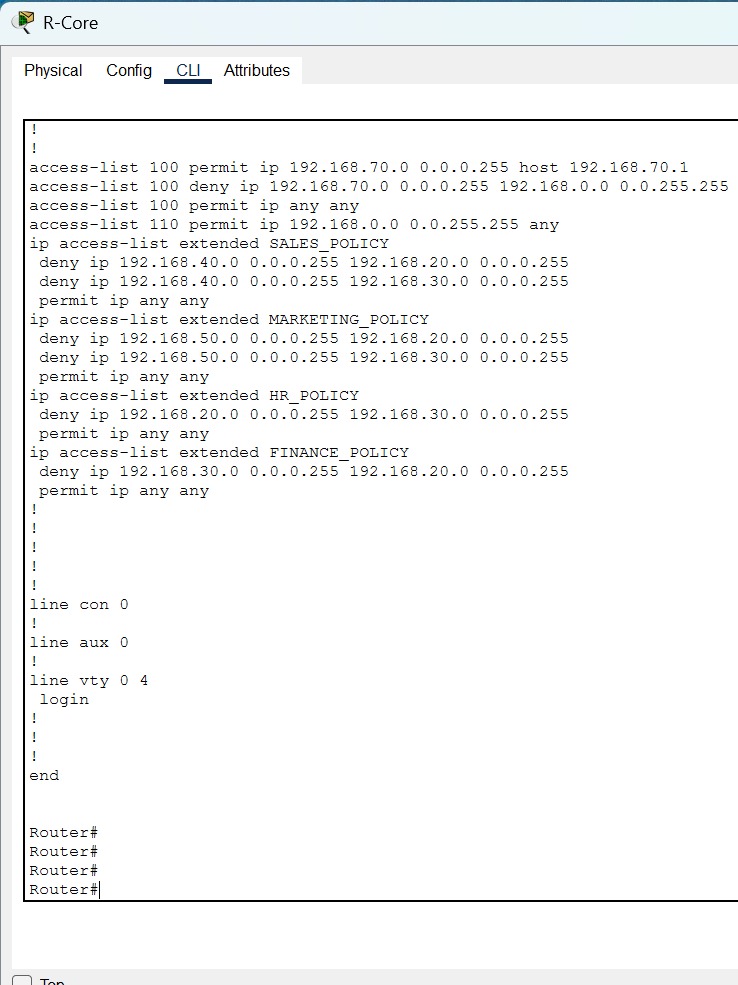 R-Core
Physical Config CLI Attributes
!
!
access-list 100 permit ip 192.168.70.0 0.0.0.255 host 192.168.70.1
access-list 100 deny ip 192.168.70.0 0.0.0.255 192.168.0.0 0.0.255.255
access-list 100 permit ip any any
access-list 110 permit ip 192.168.0.0 0.0.255.255 any
ip access-list extended SALES_POLICY
 deny ip 192.168.40.0 0.0.0.255 192.168.20.0 0.0.0.255
 deny ip 192.168.40.0 0.0.0.255 192.168.30.0 0.0.0.255
 permit ip any any
ip access-list extended MARKETING_POLICY
 deny ip 192.168.50.0 0.0.0.255 192.168.20.0 0.0.0.255
 deny ip 192.168.50.0 0.0.0.255 192.168.30.0 0.0.0.255
 permit ip any any
ip access-list extended HR_POLICY
 deny ip 192.168.20.0 0.0.0.255 192.168.30.0 0.0.0.255
 permit ip any any
ip access-list extended FINANCE_POLICY
 deny ip 192.168.30.0 0.0.0.255 192.168.20.0 0.0.0.255
 permit ip any any
!
!
!
!
!
line con 0
!
line aux 0
!
line vty 0 4
 login
!
!
!
end
Router#
Router#
Router#
Router#
Top